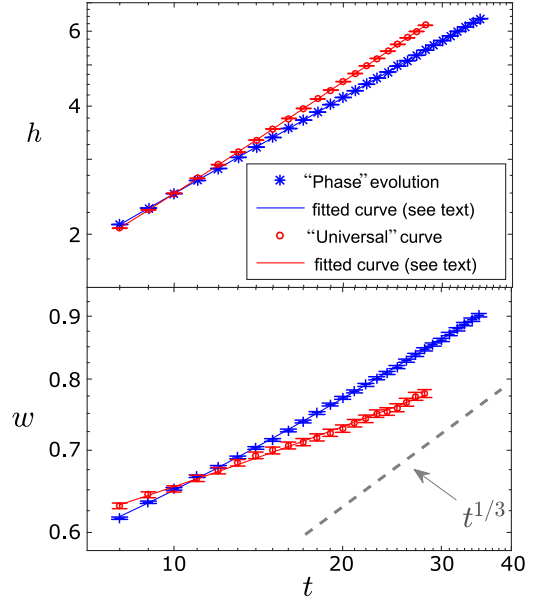 6
4
h
2
“Phase” evolution
fitted curve (see text)
“Universal” curve
fitted curve (see text)
0.9
0.8
w
0.7
0.6
t^{1/3}
10 20 30 40
t